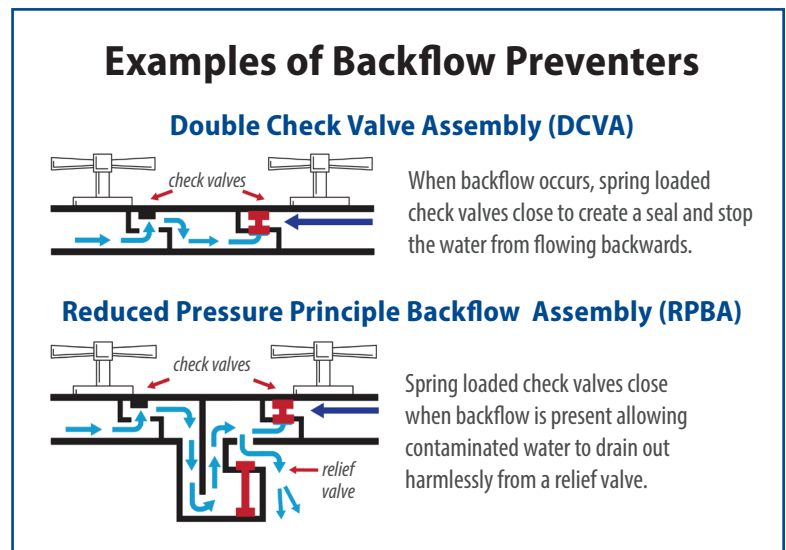 Examples of Backflow Preventers
Double Check Valve Assembly (DCVA)
check valves
When backflow occurs, spring loaded
check valves close to create a seal and stop
the water from flowing backwards.
Reduced Pressure Principle Backflow Assembly (RPBA)
check valves
Spring loaded check valves close
when backflow is present allowing
contaminated water to drain out
harmlessly from a relief valve.
relief
valve